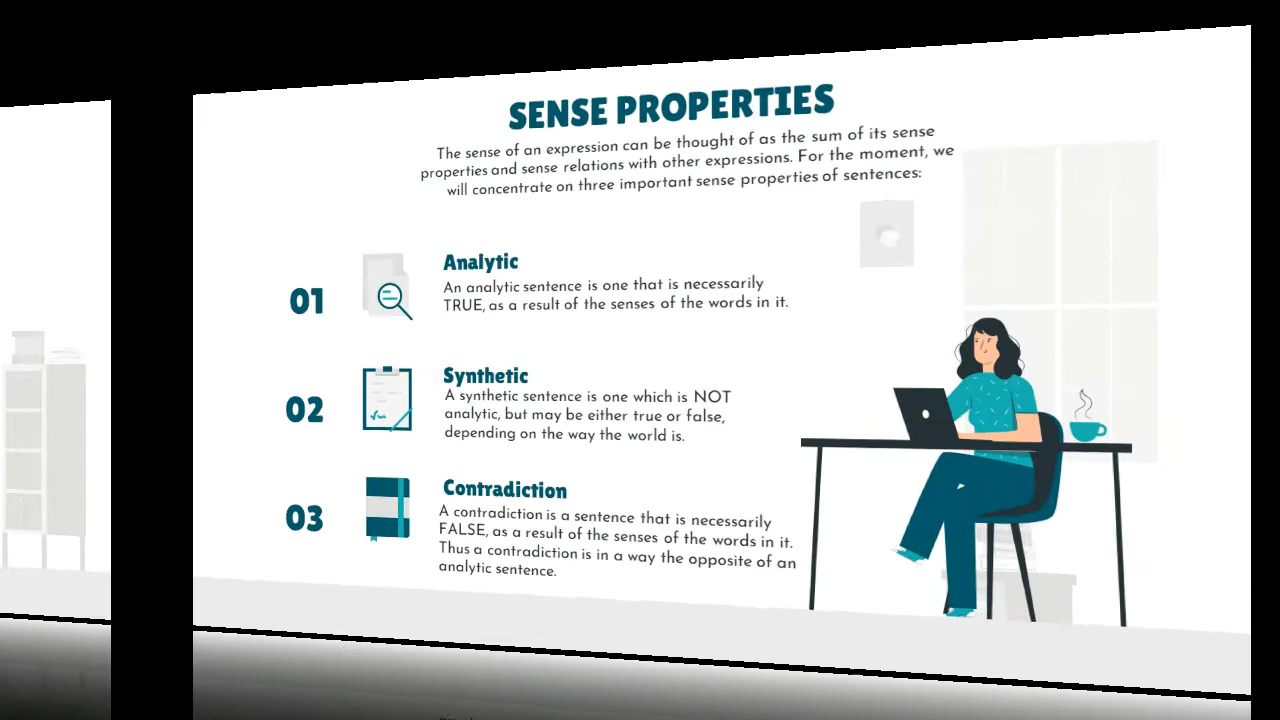 SENSE PROPERTIES
The sense of an expression can be thought of as the sum of its sense
properties and sense relations with other expressions. For the moment, we
will concentrate on three important sense properties of sentences:
01
Analytic
An analytic sentence is one that is necessarily
TRUE, as a result of the senses of the words in it.
02
Synthetic
A synthetic sentence is one which is NOT
analytic, but may be either true or false,
depending on the way the world is.
03
Contradiction
A contradiction is a sentence that is necessarily
FALSE, as a result of the senses of the words in it.
Thus a contradiction is in a way the opposite of an
analytic sentence.